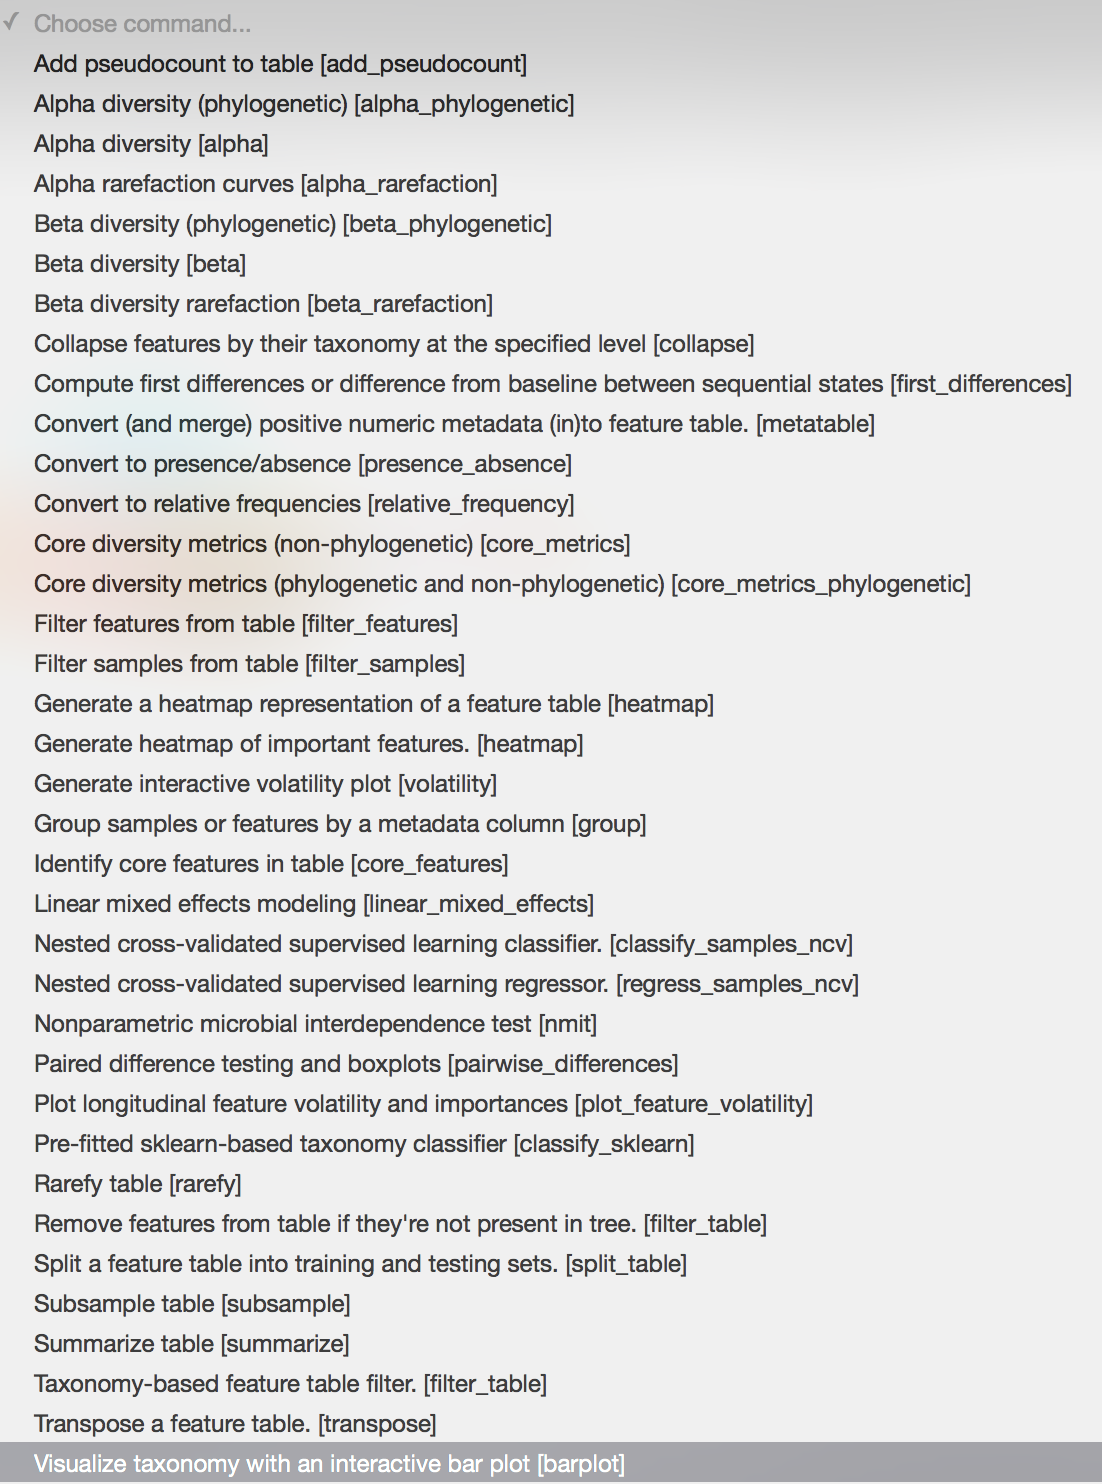 ✓ Choose command...
Add pseudocount to table [add_pseudocount]
Alpha diversity (phylogenetic) [alpha_phylogenetic]
Alpha diversity [alpha]
Alpha rarefaction curves [alpha_rarefaction]
Beta diversity (phylogenetic) [beta_phylogenetic]
Beta diversity [beta]
Beta diversity rarefaction [beta_rarefaction]
Collapse features by their taxonomy at the specified level [collapse]
Compute first differences or difference from baseline between sequential states [first_differences]
Convert (and merge) positive numeric metadata (in)to feature table. [metatable]
Convert to presence/absence [presence_absence]
Convert to relative frequencies [relative_frequency]
Core diversity metrics (non-phylogenetic) [core_metrics]
Core diversity metrics (phylogenetic and non-phylogenetic) [core_metrics_phylogenetic]
Filter features from table [filter_features]
Filter samples from table [filter_samples]
Generate a heatmap representation of a feature table [heatmap]
Generate heatmap of important features. [heatmap]
Generate interactive volatility plot [volatility]
Group samples or features by a metadata column [group]
Identify core features in table [core_features]
Linear mixed effects modeling [linear_mixed_effects]
Nested cross-validated supervised learning classifier. [classify_samples_ncv]
Nested cross-validated supervised learning regressor. [regress_samples_ncv]
Nonparametric microbial interdependence test [nmit]
Paired difference testing and boxplots [pairwise_differences]
Plot longitudinal feature volatility and importances [plot_feature_volatility]
Pre-fitted sklearn-based taxonomy classifier [classify_sklearn]
Rarefy table [rarefy]
Remove features from table if they're not present in tree. [filter_table]
Split a feature table into training and testing sets. [split_table]
Subsample table [subsample]
Summarize table [summarize]
Taxonomy-based feature table filter. [filter_table]
Transpose a feature table. [transpose]
Visualize taxonomy with an interactive bar plot [barplot]